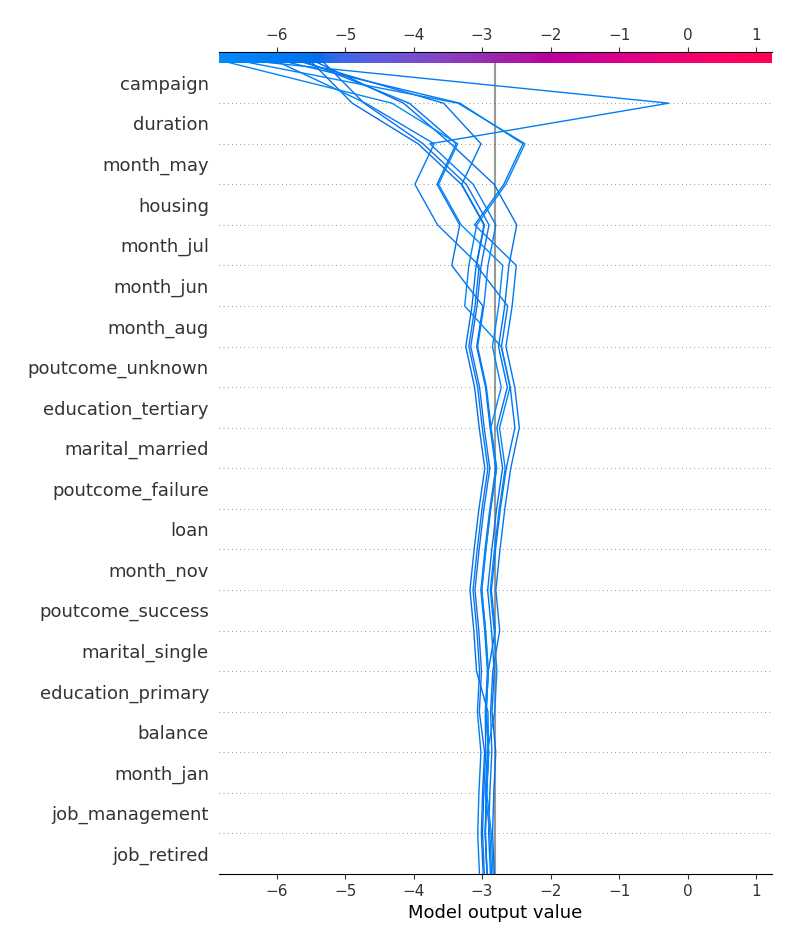 −6 −5 −4 −3 −2 −1 0 1
campaign
duration
month_may
housing
month_jul
month_jun
month_aug
poutcome_unknown
education_tertiary
marital_married
poutcome_failure
loan
month_nov
poutcome_success
marital_single
education_primary
balance
month_jan
job_management
job_retired
−6 −5 −4 −3 −2 −1 0 1
Model output value